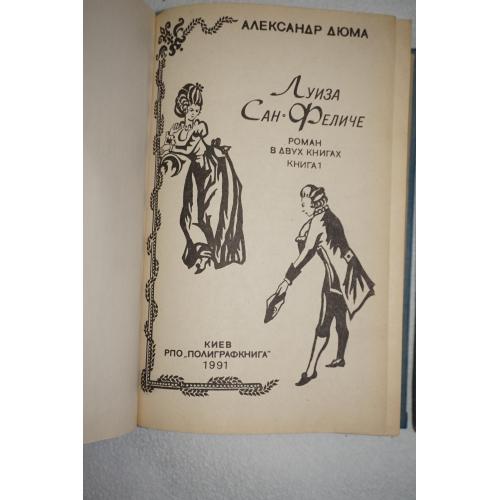 АЛЕКСАНДР ДЮМА
ЛУИЗА
САН-ФЕЛИЧЕ
РОМАН
В ДВУХ КНИГАХ
КНИГА 1
КИЕВ
РПО „ПОЛИГРАФКНИГА"
1991